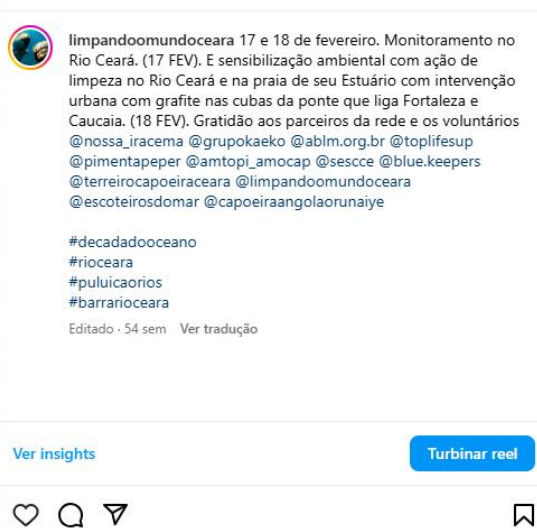 limpandoomundoceara 17 e 18 de fevereiro. Monitoramento no
Rio Ceará. (17 FEV). E sensibilização ambiental com ação de
limpeza no Rio Ceará e na praia de seu Estuário com intervenção
urbana com grafite nas cubas da ponte que liga Fortaleza e
Caucaia. (18 FEV). Gratidão aos parceiros da rede e os voluntários
@nossa_iracema @grupokaeko @ablm.org.br @toplifesup
@pimentapeper @amtopi_amocap @sescce @blue.keepers
@terreirocapoeiraceara @limpandoomundoceara
@escoteirosdomar @capoeiraangolaorunaiye
#decadadooceano
#rioceara
#puluicaorios
#barrarioceara
Editado · 54 sem Ver tradução
Ver insights Turbinar reel